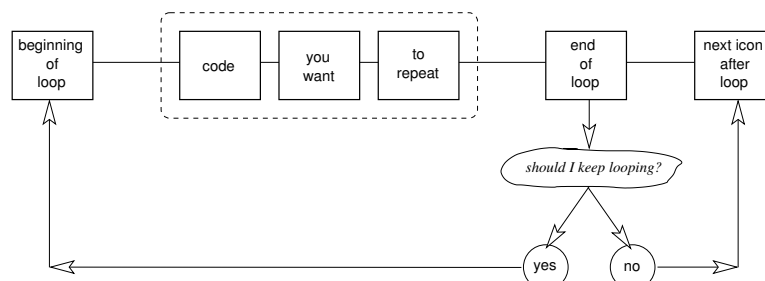 beginning
of
loop
code
you
want
to
repeat
end
of
loop
next icon
after
loop
should I keep looping?
yes
no